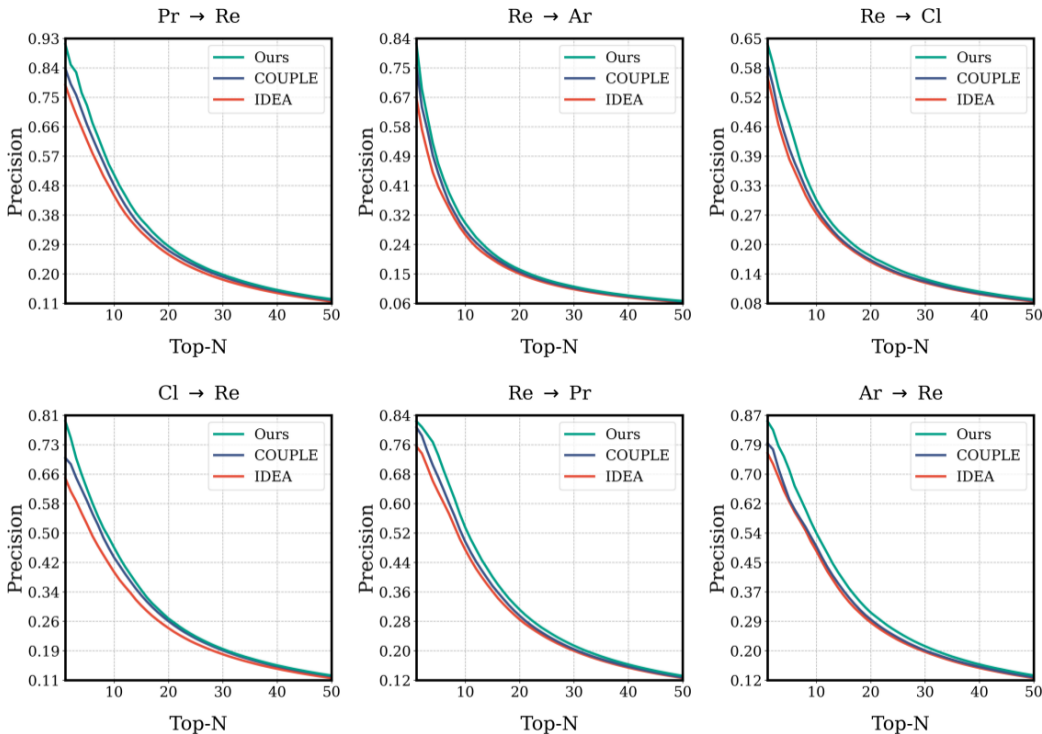 Pr → Re
0.93
0.84
0.75
0.66
0.57
0.48
0.38
0.29
0.20
0.11
Precision
Ours
COUPLE
IDEA
10
20
30
40
50
Top-N
Re → Ar
0.84
0.75
0.67
0.58
0.49
0.41
0.32
0.24
0.15
0.06
Precision
Ours
COUPLE
IDEA
10
20
30
40
50
Top-N
Re → Cl
0.65
0.58
0.52
0.46
0.39
0.33
0.27
0.20
0.14
0.08
Precision
Ours
COUPLE
IDEA
10
20
30
40
50
Top-N
Cl → Re
0.81
0.73
0.66
0.58
0.50
0.42
0.34
0.26
0.19
0.11
Precision
Ours
COUPLE
IDEA
10
20
30
40
50
Top-N
Re → Pr
0.84
0.76
0.68
0.60
0.52
0.44
0.36
0.28
0.20
0.12
Precision
Ours
COUPLE
IDEA
10
20
30
40
50
Top-N
Ar → Re
0.87
0.79
0.70
0.62
0.54
0.45
0.37
0.29
0.20
0.12
Precision
Ours
COUPLE
IDEA
10
20
30
40
50
Top-N